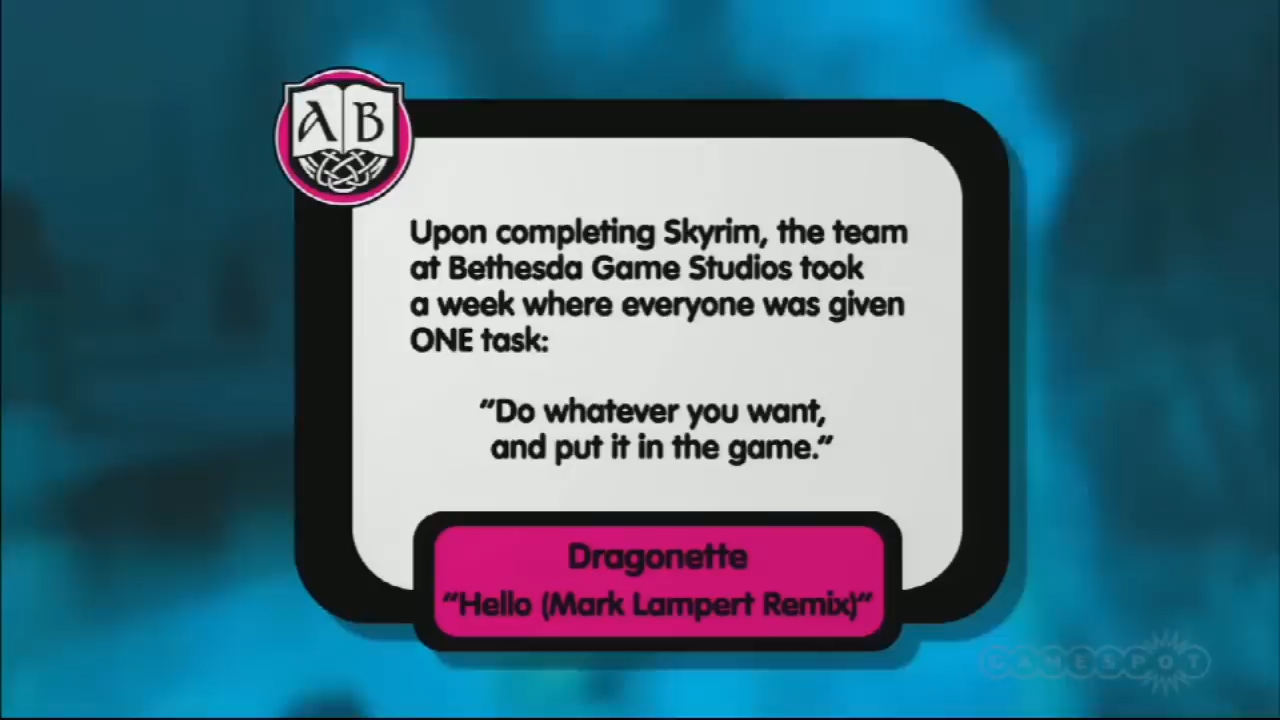 AB
Upon completing Skyrim, the team
at Bethesda Game Studios took
a week where everyone was given
ONE task:
“Do whatever you want,
and put it in the game.”
Dragonette
“Hello (Mark Lampert Remix)“
GAMESPOT